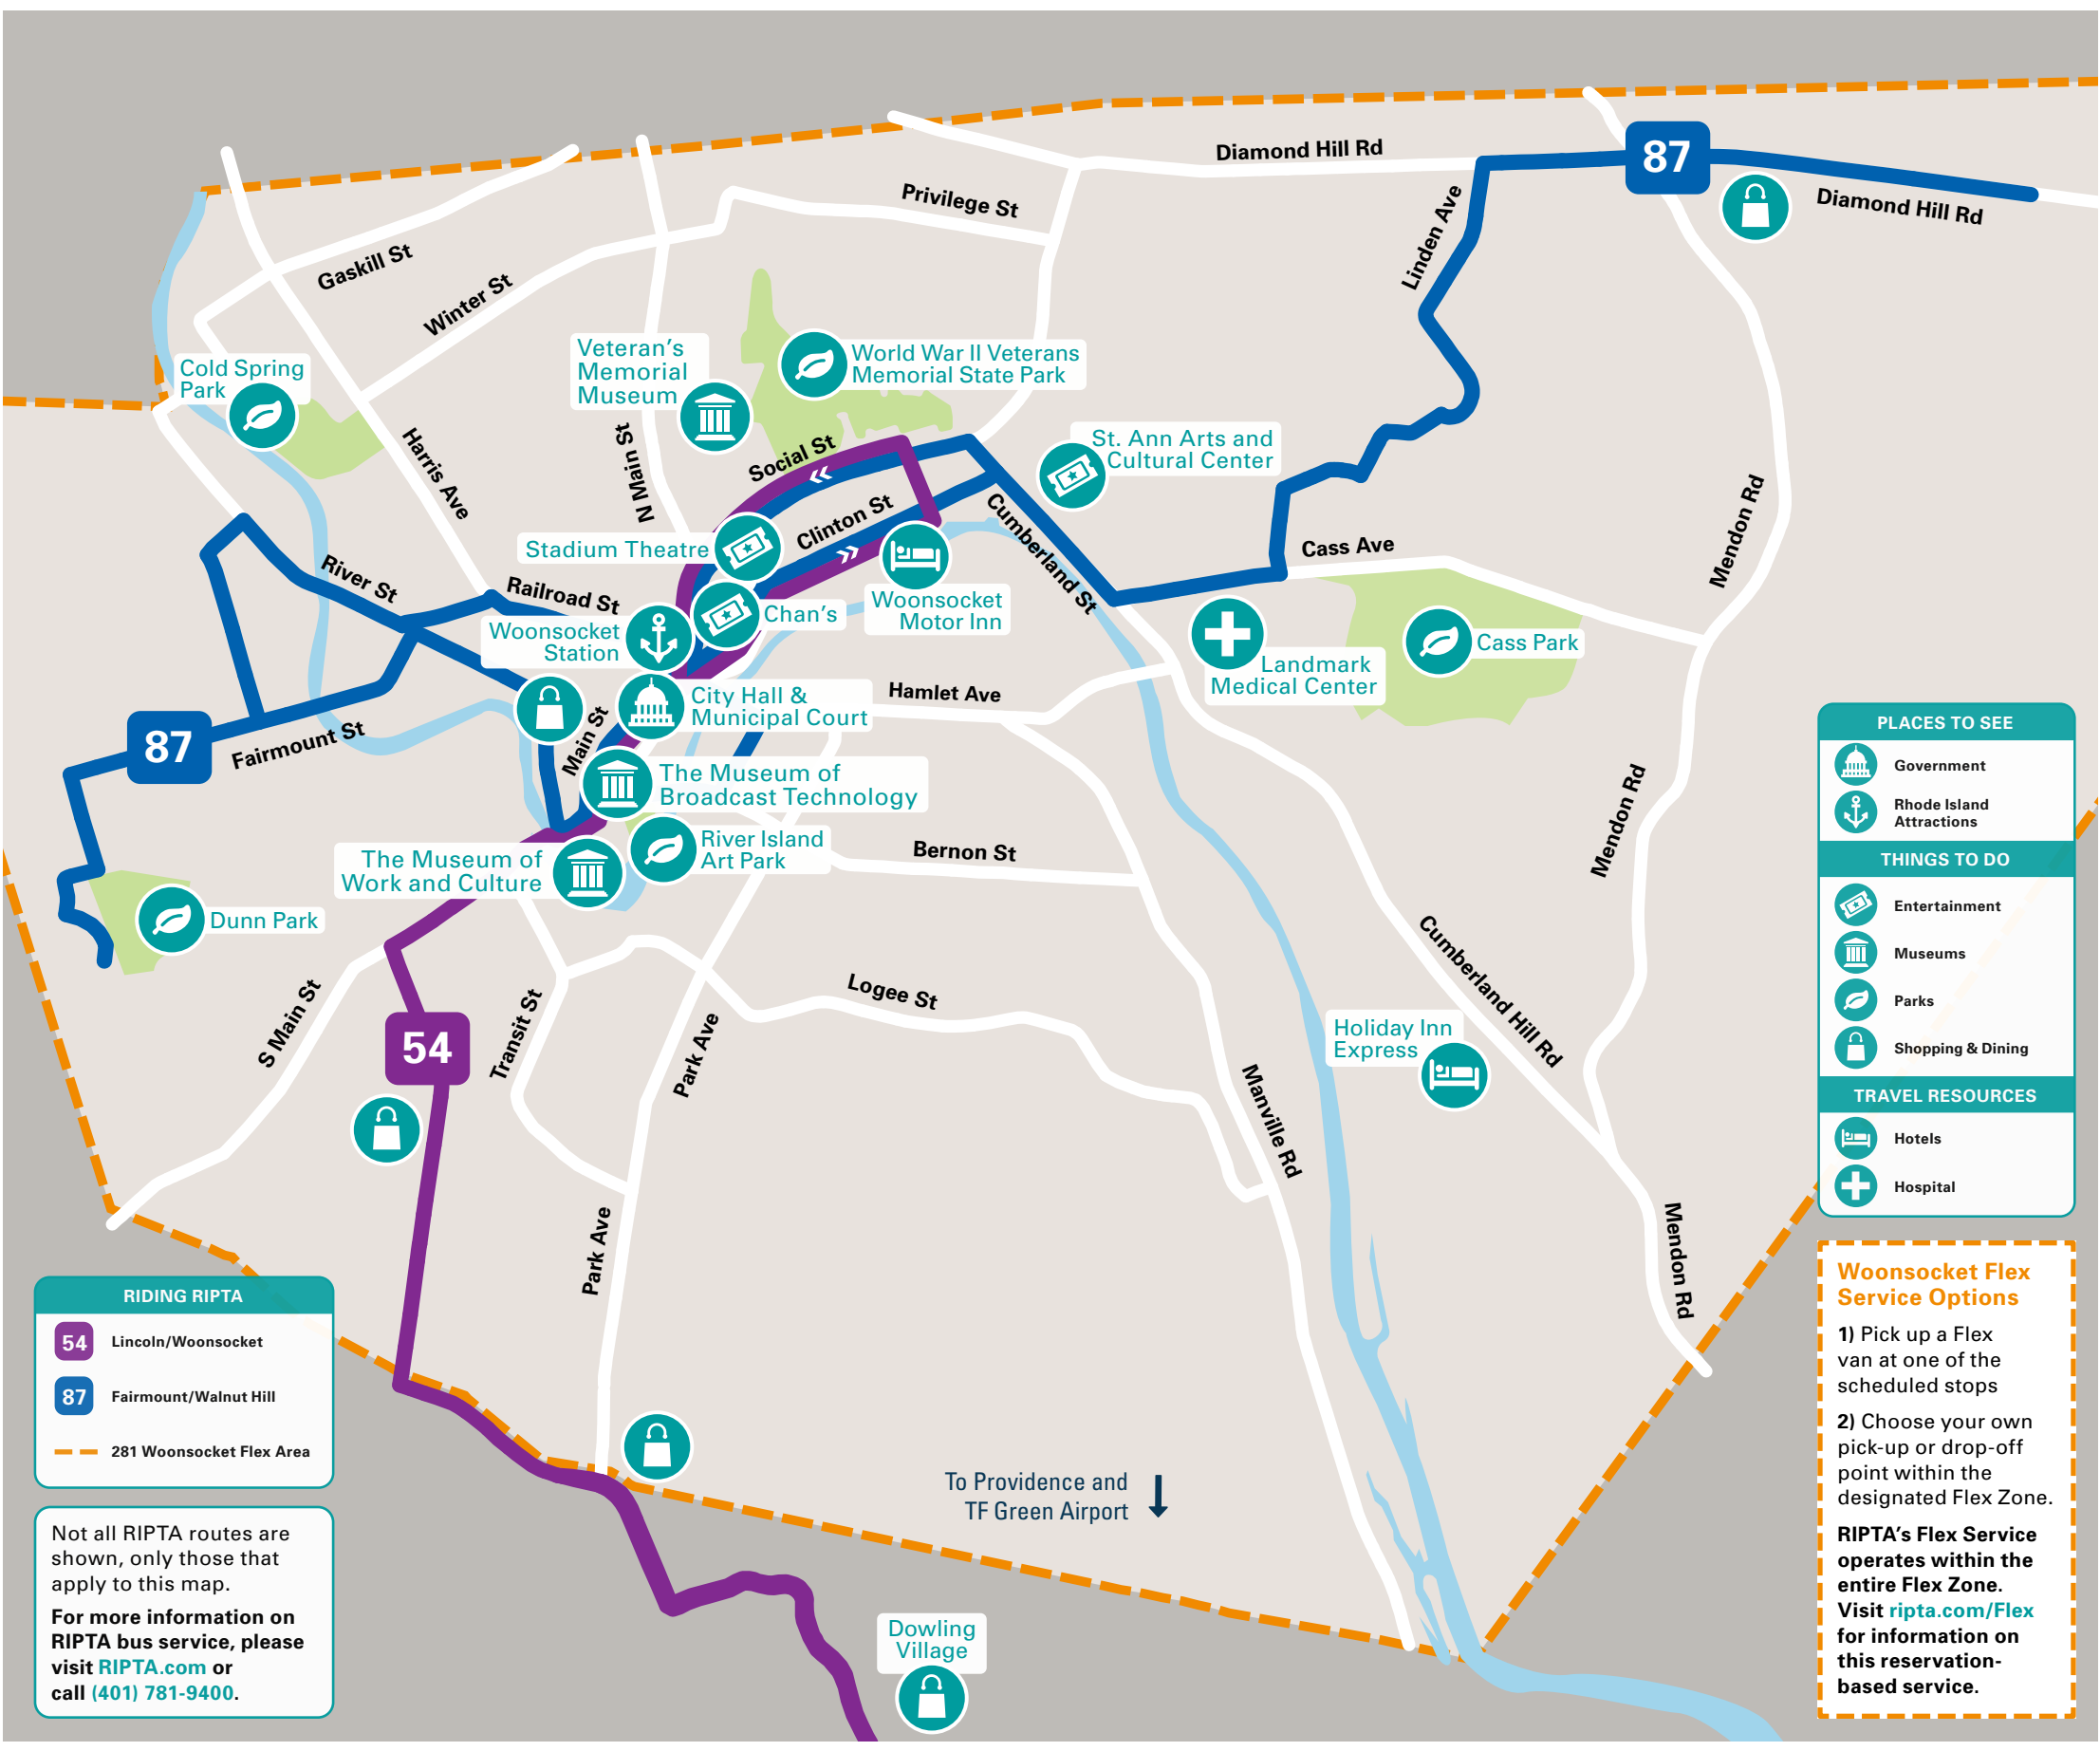 Diamond Hill Rd
87
Diamond Hill Rd
Privilege St
Linden Ave
Gaskill St
Winter St
Veteran's
Memorial
Museum
World War II Veterans
Memorial State Park
Cold Spring
Park
Harris Ave
N Main St
Social St
St. Ann Arts and
Cultural Center
Clinton St
Cumberland St
Mendon Rd
Stadium Theatre
Cass Ave
River St
Railroad St
Woonsocket
Station
Chan's
Woonsocket
Motor Inn
Cass Park
Landmark
Medical Center
Hamlet Ave
City Hall &
Municipal Court
Main St
87
Fairmount St
The Museum of
Broadcast Technology
Mendon Rd
River Island
Art Park
Bernon St
The Museum of
Work and Culture
Dunn Park
Cumberland Hill Rd
S Main St
54
Transit St
Park Ave
Logee St
Holiday Inn
Express
Manville Rd
Park Ave
Mendon Rd
To Providence and
TF Green Airport
Dowling
Village
PLACES TO SEE
Government
Rhode Island
Attractions
THINGS TO DO
Entertainment
Museums
Parks
Shopping & Dining
TRAVEL RESOURCES
Hotels
Hospital
Woonsocket Flex
Service Options
1) Pick up a Flex
van at one of the
scheduled stops
2) Choose your own
pick-up or drop-off
point within the
designated Flex Zone.
RIPTA's Flex Service
operates within the
entire Flex Zone.
Visit ripta.com/Flex
for information on
this reservation-
based service.
RIDING RIPTA
54 Lincoln/Woonsocket
87 Fairmount/Walnut Hill
281 Woonsocket Flex Area
Not all RIPTA routes are
shown, only those that
apply to this map.
For more information on
RIPTA bus service, please
visit RIPTA.com or
call (401) 781-9400.